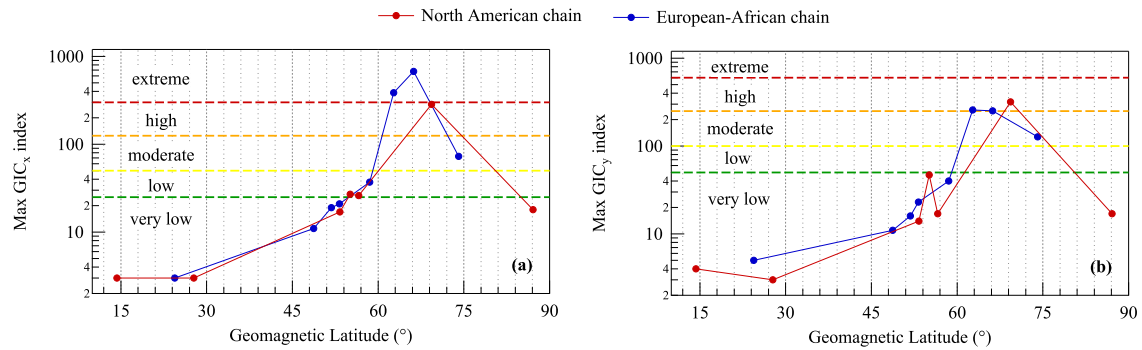 North American chain European-African chain
1000
100
10
4
2
4
2
4
2
Max GICx index
extreme
high
moderate
low
very low
(a)
15 30 45 60 75 90
Geomagnetic Latitude (°)
1000
100
10
4
2
4
2
4
2
Max GICy index
extreme
high
moderate
low
very low
(b)
15 30 45 60 75 90
Geomagnetic Latitude (°)